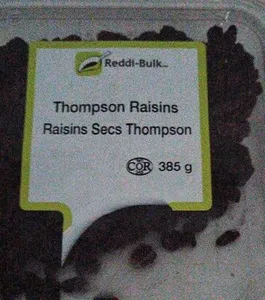 Reddi-Bulk
Thompson Raisins
Raisins Secs Thompson
COR 385 g